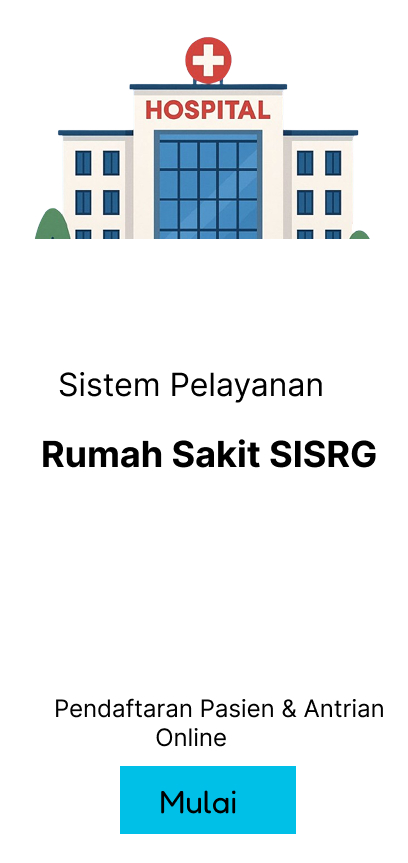 HOSPITAL
Sistem Pelayanan
Rumah Sakit SISRG
Pendaftaran Pasien & Antrian
Online
Mulai